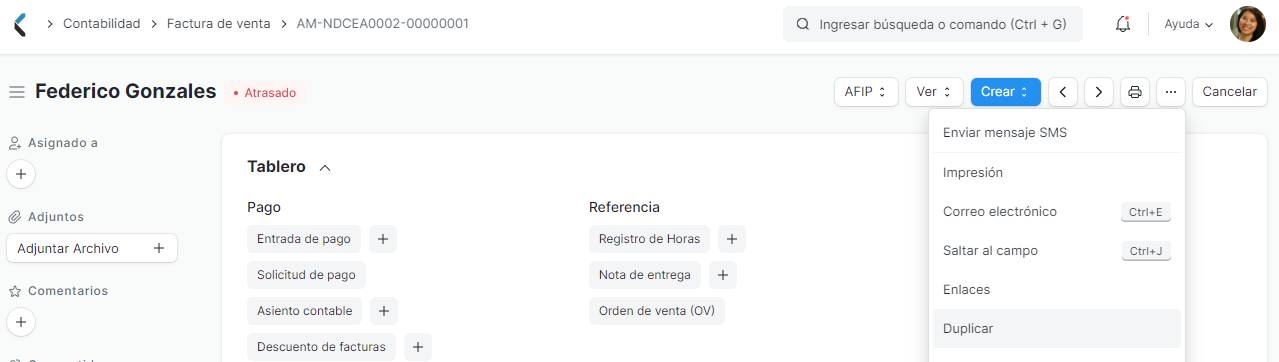 Contabilidad > Factura de venta > AM-NDCEA0002-00000001
Ingresar búsqueda o comando (Ctrl + G)
Ayuda
Federico Gonzales
Atrasado
AFIP
Ver
Crear
Cancelar
Asignado a
Adjuntos
Adjuntar Archivo
Comentarios
Tablero
Pago
Entrada de pago
Solicitud de pago
Asiento contable
Descuento de facturas
Referencia
Registro de Horas
Nota de entrega
Orden de venta (OV)
Enviar mensaje SMS
Impresión
Correo electrónico Ctrl+E
Saltar al campo Ctrl+J
Enlaces
Duplicar